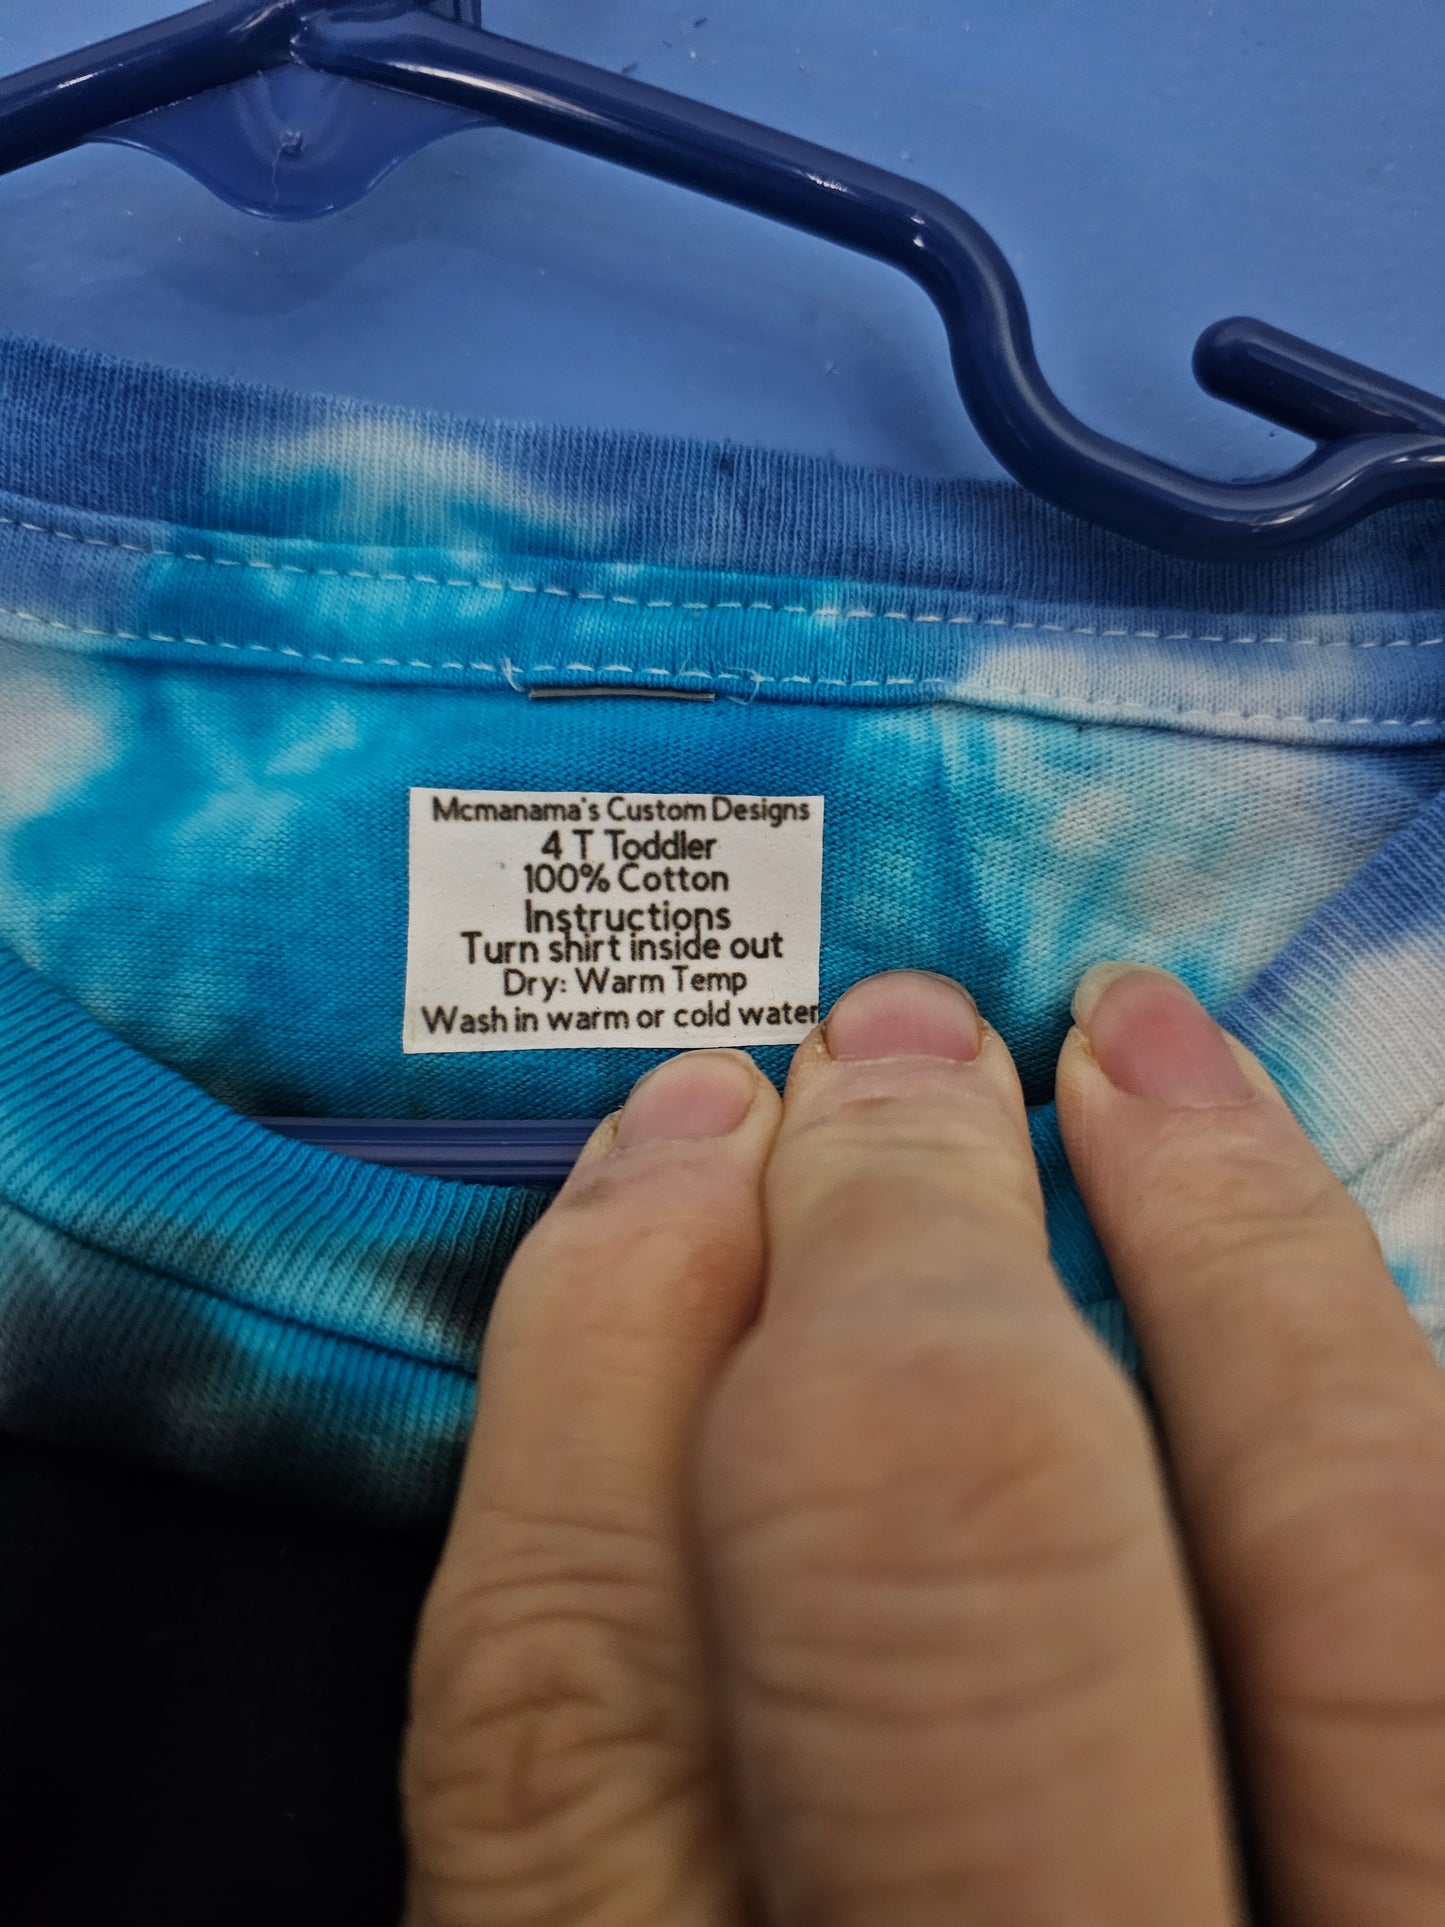 Mcmanama's Custom Designs
4 T Toddler
100% Cotton
Instructions
Turn shirt inside out
Dry: Warm Temp
Wash in warm or cold water